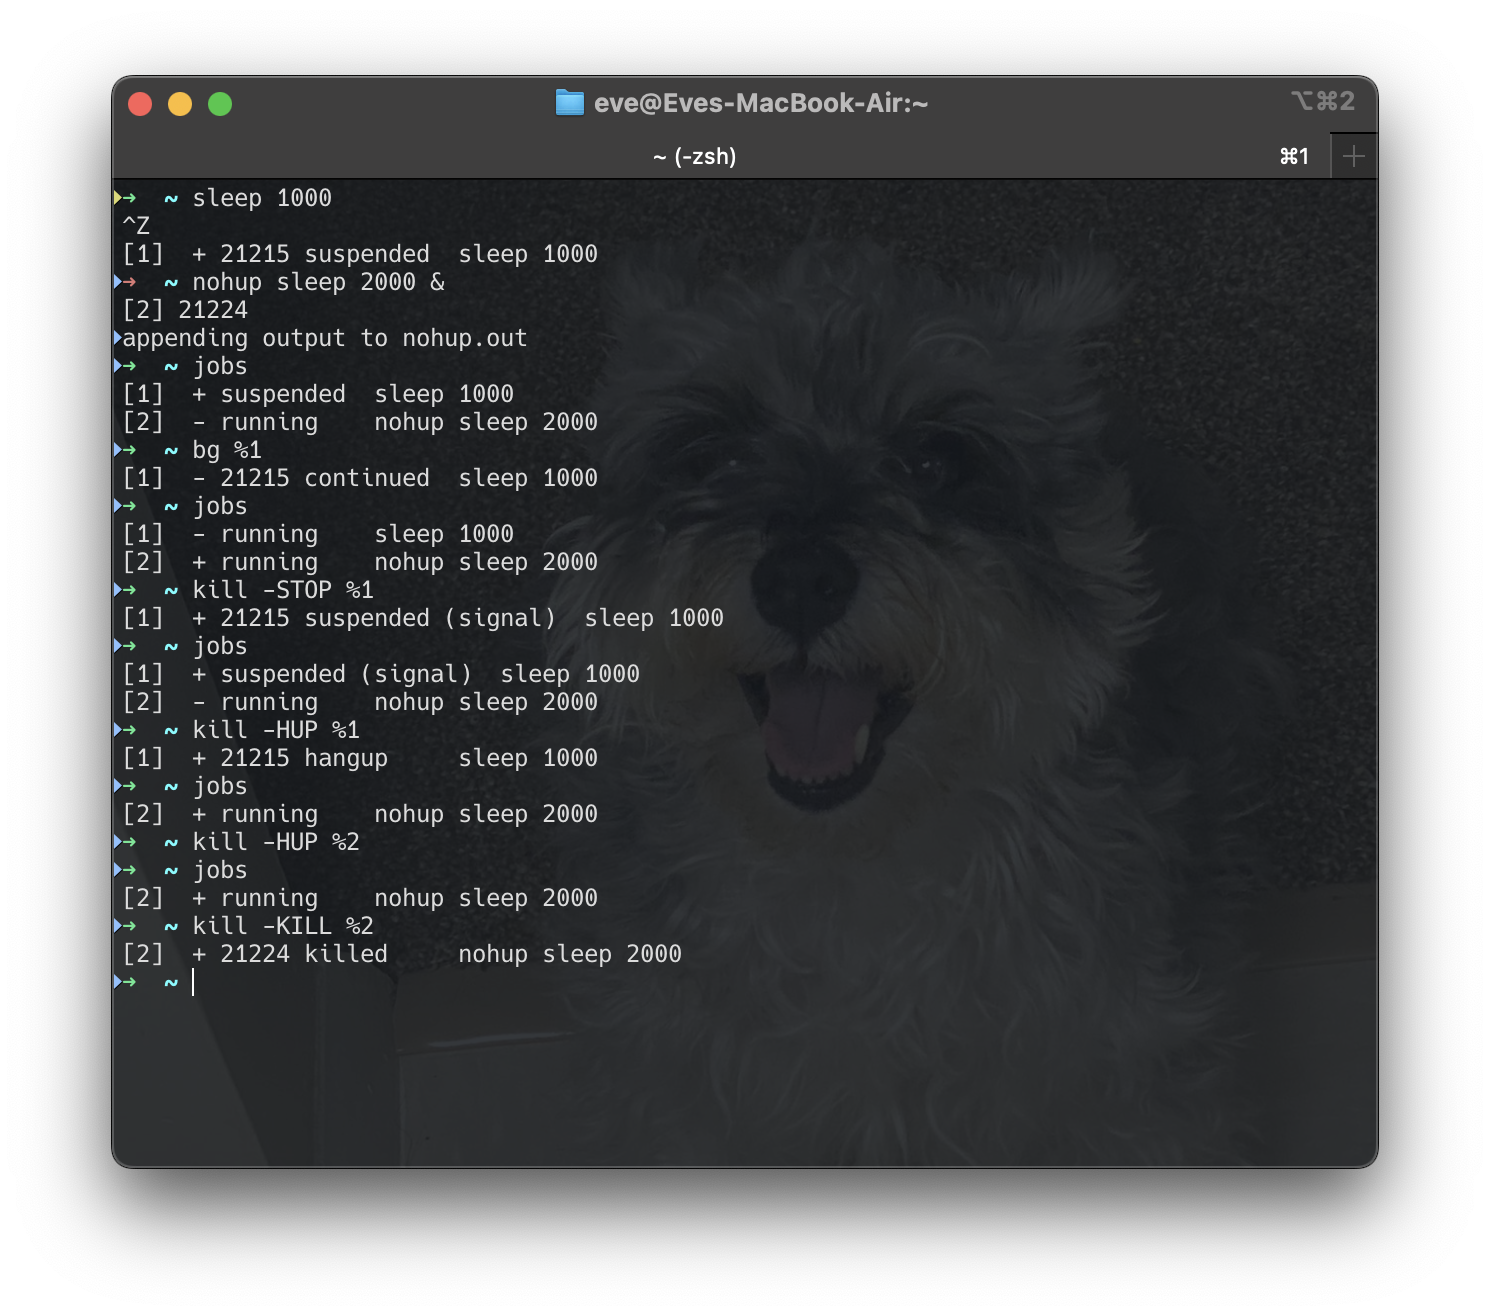 eve@Eves-MacBook-Air:~
⌥⌘2
~ (-zsh)
⌘1
→ ~ sleep 1000
^Z
[1]  + 21215 suspended  sleep 1000
→ ~ nohup sleep 2000 &
[2] 21224
appending output to nohup.out
→ ~ jobs
[1]  + suspended  sleep 1000
[2]  - running    nohup sleep 2000
→ ~ bg %1
[1]  - 21215 continued  sleep 1000
→ ~ jobs
[1]  - running    sleep 1000
[2]  + running    nohup sleep 2000
→ ~ kill -STOP %1
[1]  + 21215 suspended (signal)  sleep 1000
→ ~ jobs
[1]  + suspended (signal)  sleep 1000
[2]  - running    nohup sleep 2000
→ ~ kill -HUP %1
[1]  + 21215 hangup     sleep 1000
→ ~ jobs
[2]  + running    nohup sleep 2000
→ ~ kill -HUP %2
→ ~ jobs
[2]  + running    nohup sleep 2000
→ ~ kill -KILL %2
[2]  + 21224 killed     nohup sleep 2000
→ ~